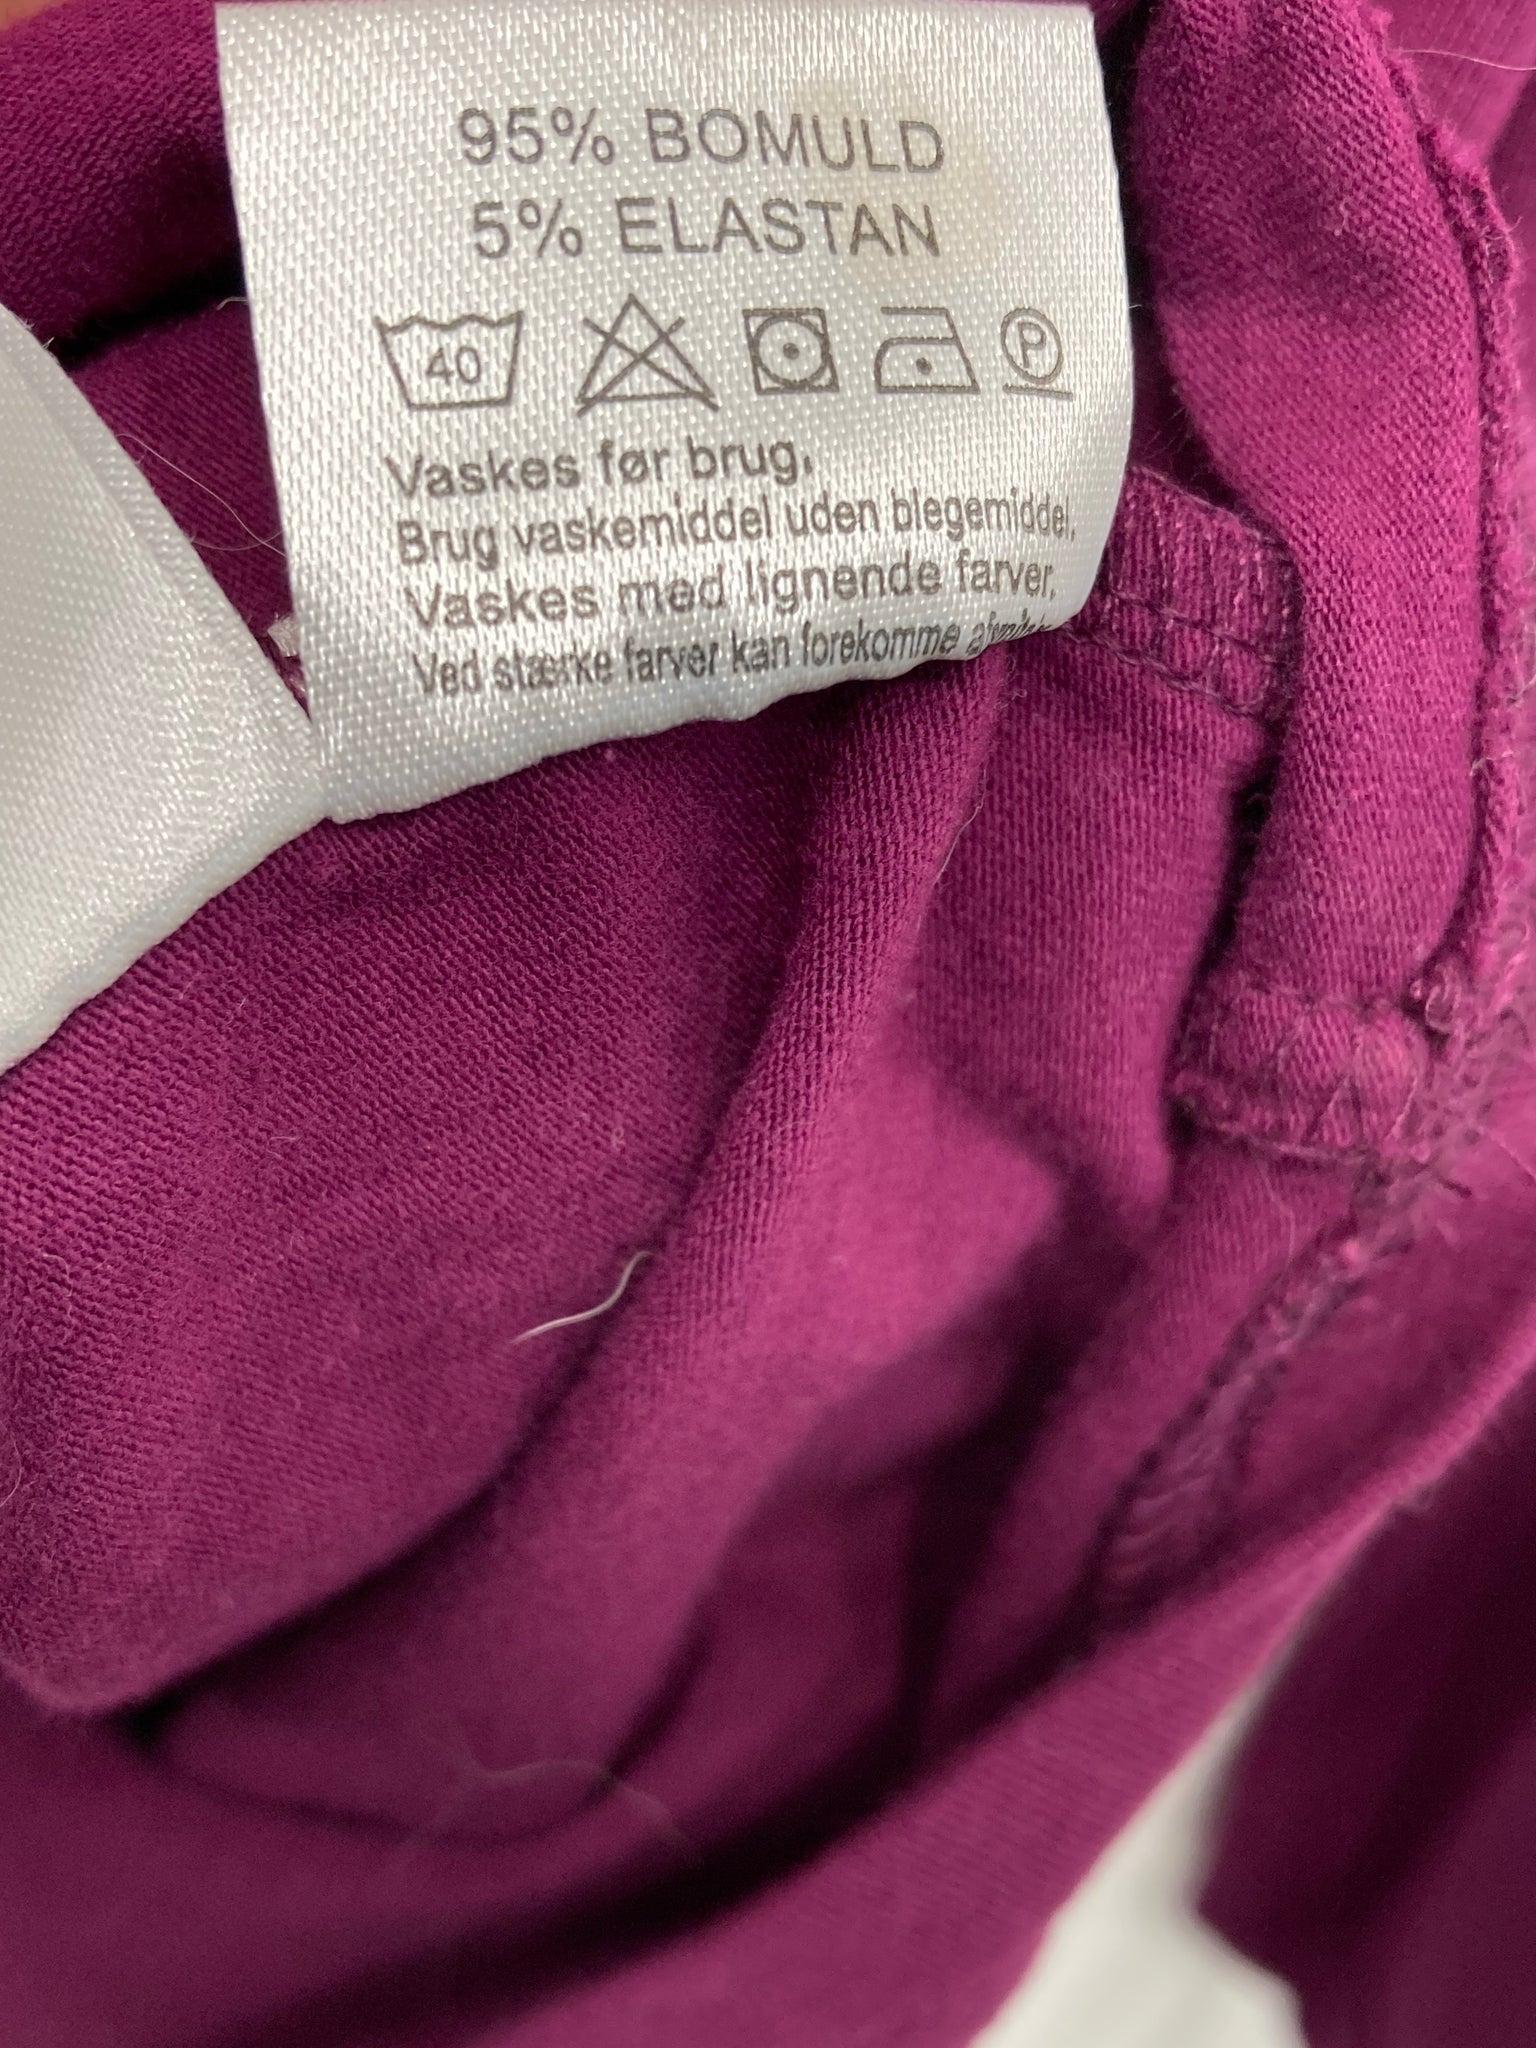 95% BOMULD
5% ELASTAN
40 P
Vaskes før brug,
Brug vaskemiddel uden blegemiddel,
Vaskes med lignende farver,
Ved stærke farver kan forekomme